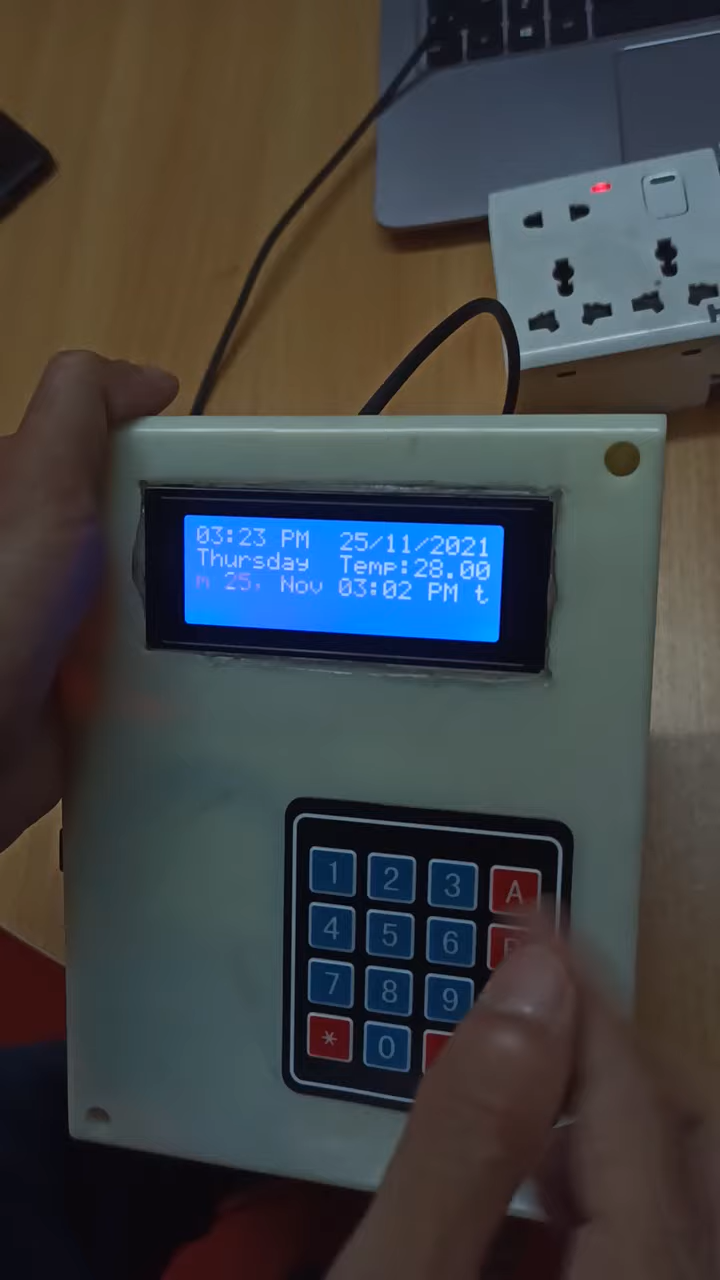 03:23 PM 25/11/2021
Thursday Temp:28.00
m 25, Nov 03:02 PM t
1 2 3 A
4 5 6
7 8 9
* 0